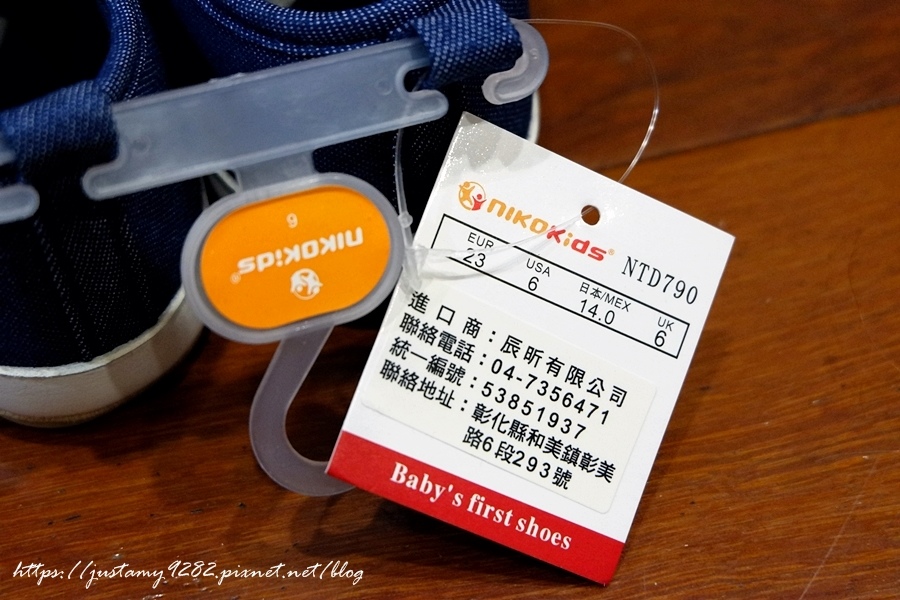 6
nikokids®
nikokids® NTD790
EUR USA 日本/MEX UK
23 6 14.0 6
進口商：辰昕有限公司
聯絡電話：04-7356471
統一編號：53851937
聯絡地址：彰化縣和美鎮彰美
路6段293號
Baby's first shoes
https://justamy9282.pixnet.net/blog